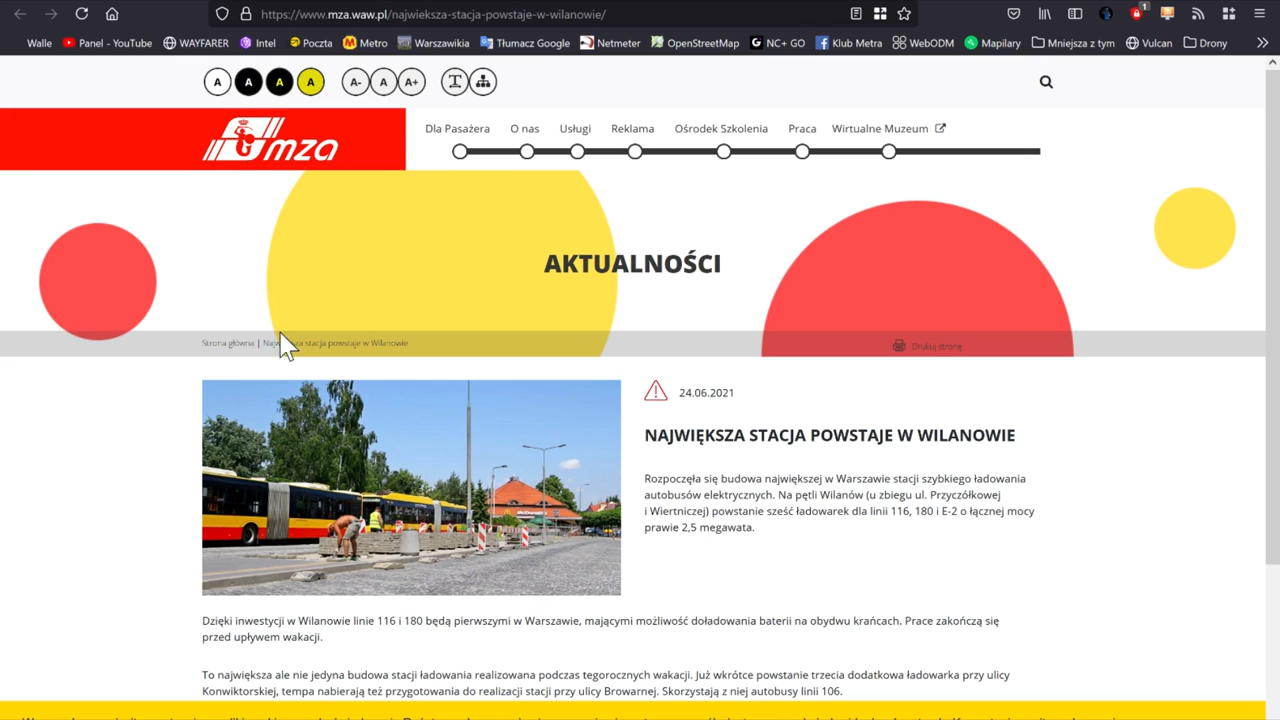 https://www.mza.waw.pl/najwieksza-stacja-powstaje-w-wilanowie/
1
Walle Panel - YouTube WAYFARER Intel Poczta Metro Warszawikia Tłumacz Google Netmeter OpenStreetMap NC+ GO Klub Metra WebODM Mapilary Mniejsza z tym Vulcan Drony
A A A A A- A A+ T
mza
Dla Pasażera O nas Usługi Reklama Ośrodek Szkolenia Praca Wirtualne Muzeum
AKTUALNOŚCI
Strona główna | Największa stacja powstaje w Wilanowie Drukuj stronę
24.06.2021
NAJWIĘKSZA STACJA POWSTAJE W WILANOWIE
Rozpoczęła się budowa największej w Warszawie stacji szybkiego ładowania
autobusów elektrycznych. Na pętli Wilanów (u zbiegu ul. Przyczółkowej
i Wiertniczej) powstanie sześć ładowarek dla linii 116, 180 i E-2 o łącznej mocy
prawie 2,5 megawata.
Dzięki inwestycji w Wilanowie linie 116 i 180 będą pierwszymi w Warszawie, mającymi możliwość doładowania baterii na obydwu krańcach. Prace zakończą się
przed upływem wakacji.
To największa ale nie jedyna budowa stacji ładowania realizowana podczas tegorocznych wakacji. Już wkrótce powstanie trzecia dodatkowa ładowarka przy ulicy
Konwiktorskiej, tempa nabierają też przygotowania do realizacji stacji przy ulicy Browarnej. Skorzystają z niej autobusy linii 106.